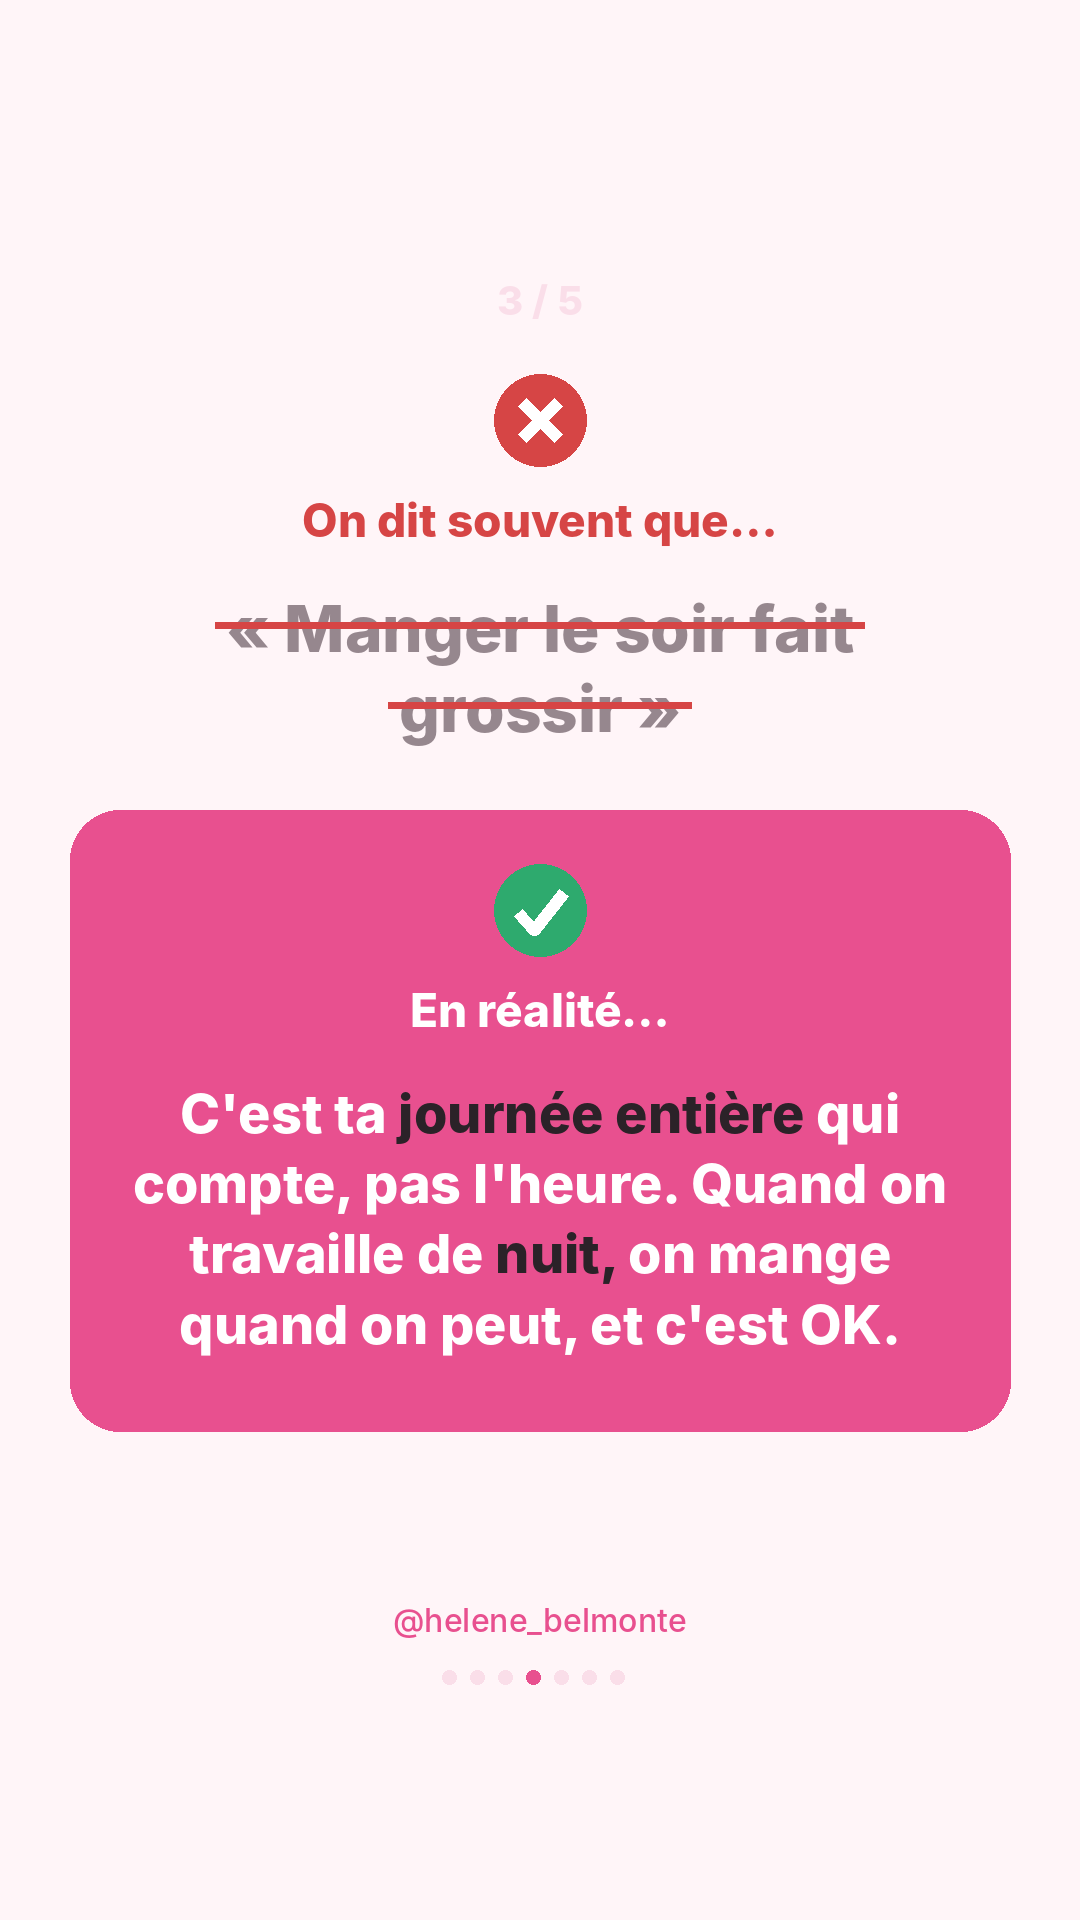 3 / 5
On dit souvent que...
« Manger le soir fait
grossir »
En réalité...
C'est ta journée entière qui
compte, pas l'heure. Quand on
travaille de nuit, on mange
quand on peut, et c'est OK.
@helene_belmonte